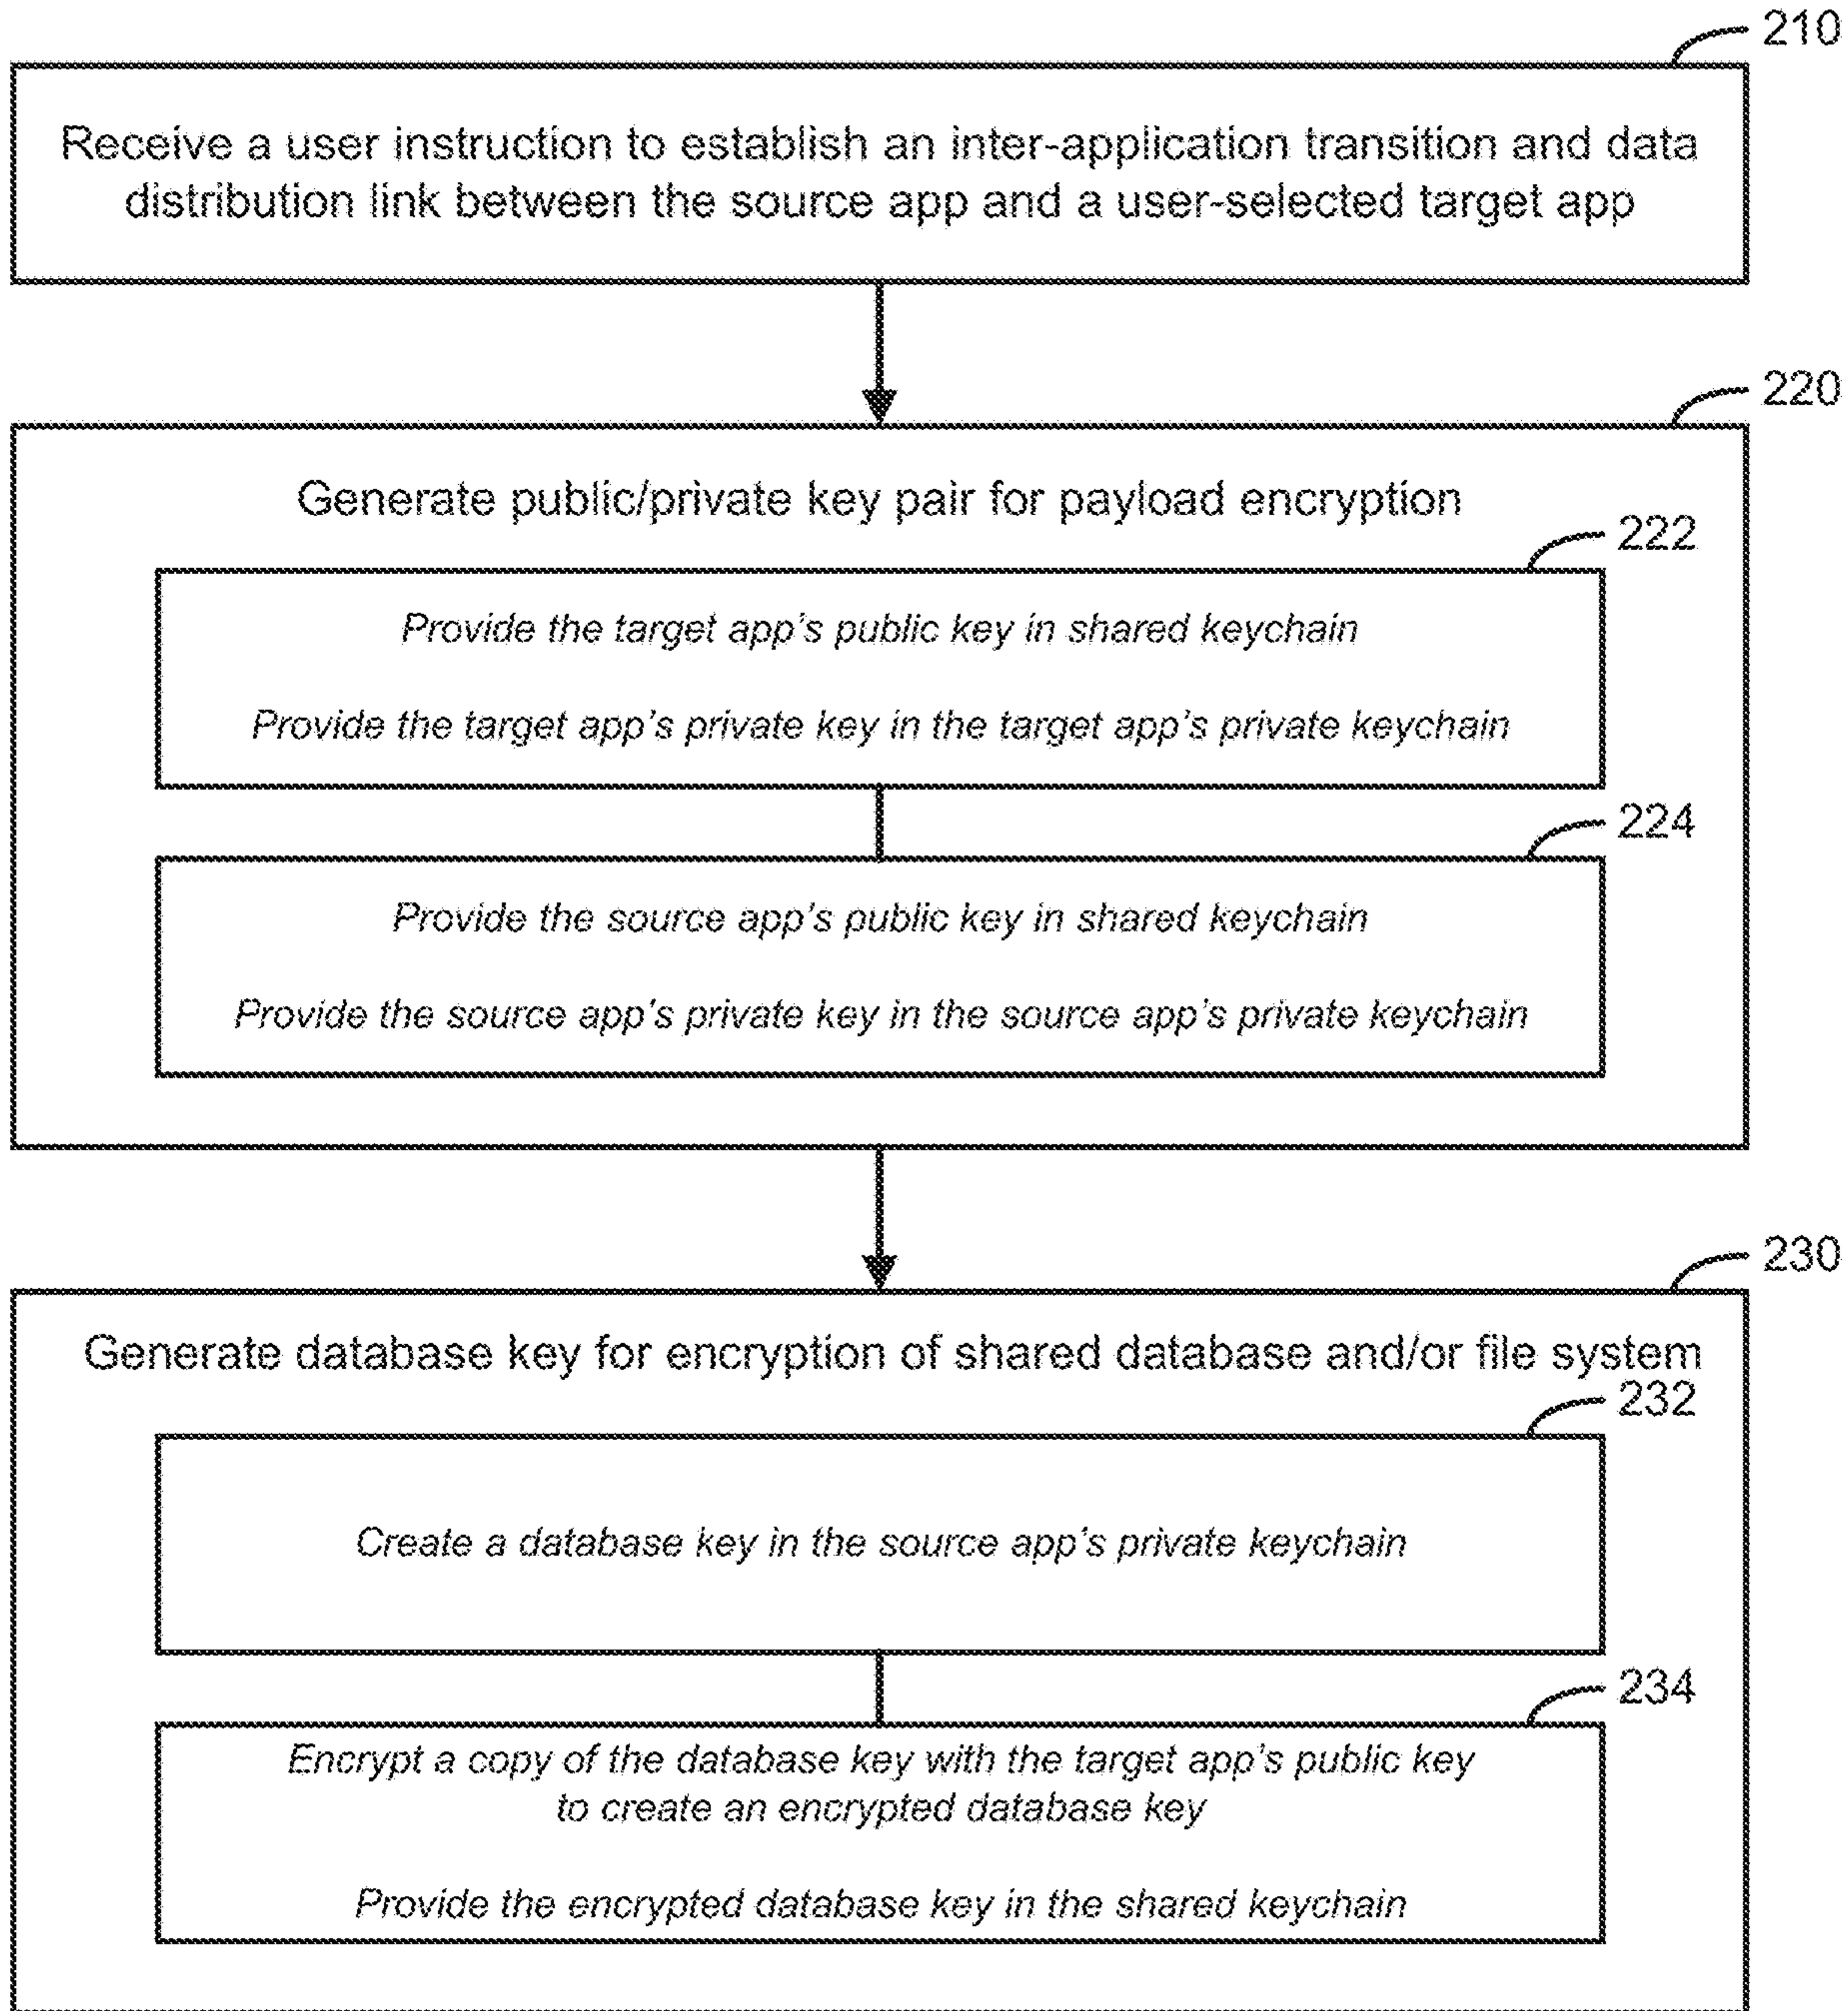 210
Receive a user instruction to establish an inter-application transition and data
distribution link between the source app and a user-selected target app
220
Generate public/private key pair for payload encryption
222
Provide the target app's public key in shared keychain
Provide the target app's private key in the target app's private keychain
224
Provide the source app's public key in shared keychain
Provide the source app's private key in the source app's private keychain
230
Generate database key for encryption of shared database and/or file system
232
Create a database key in the source app's private keychain
234
Encrypt a copy of the database key with the target app's public key
to create an encrypted database key
Provide the encrypted database key in the shared keychain